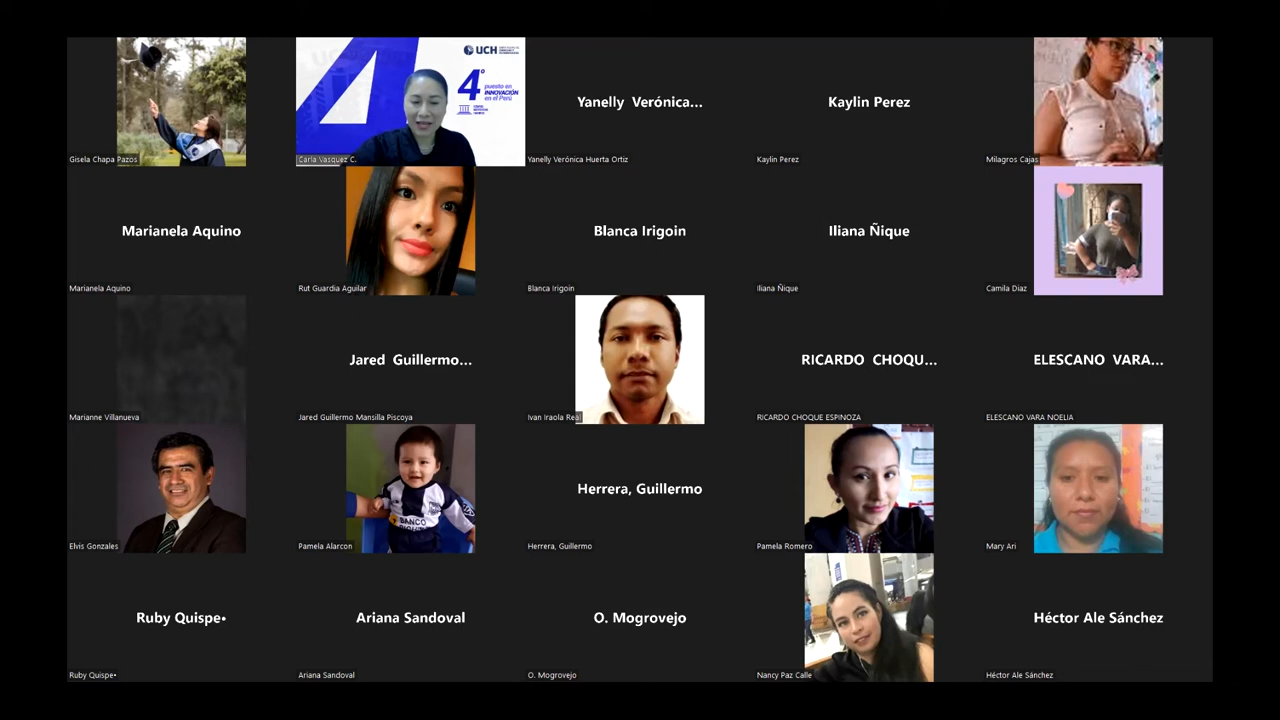 UCH
4°
puesto en
INNOVACIÓN
en el Perú
Yanelly Verónica...
Kaylin Perez
Gisela Chapa Pazos
Carla Vasquez C.
Yanelly Verónica Huerta Ortiz
Kaylin Perez
Milagros Cajas
Marianela Aquino
Blanca Irigoin
Iliana Ñique
Marianela Aquino
Rut Guardia Aguilar
Blanca Irigoin
Iliana Ñique
Camila Diaz
Jared Guillermo...
RICARDO CHOQU...
ELESCANO VARA...
Marianne Villanueva
Jared Guillermo Mansilla Piscoya
Ivan Iraola Real
RICARDO CHOQUE ESPINOZA
ELESCANO VARA NOELIA
BANCO
Herrera, Guillermo
Elvis Gonzales
Pamela Alarcon
Herrera, Guillermo
Pamela Romero
Mary Ari
Ruby Quispe•
Ariana Sandoval
O. Mogrovejo
Héctor Ale Sánchez
Ruby Quispe•
Ariana Sandoval
O. Mogrovejo
Nancy Paz Calle
Héctor Ale Sánchez